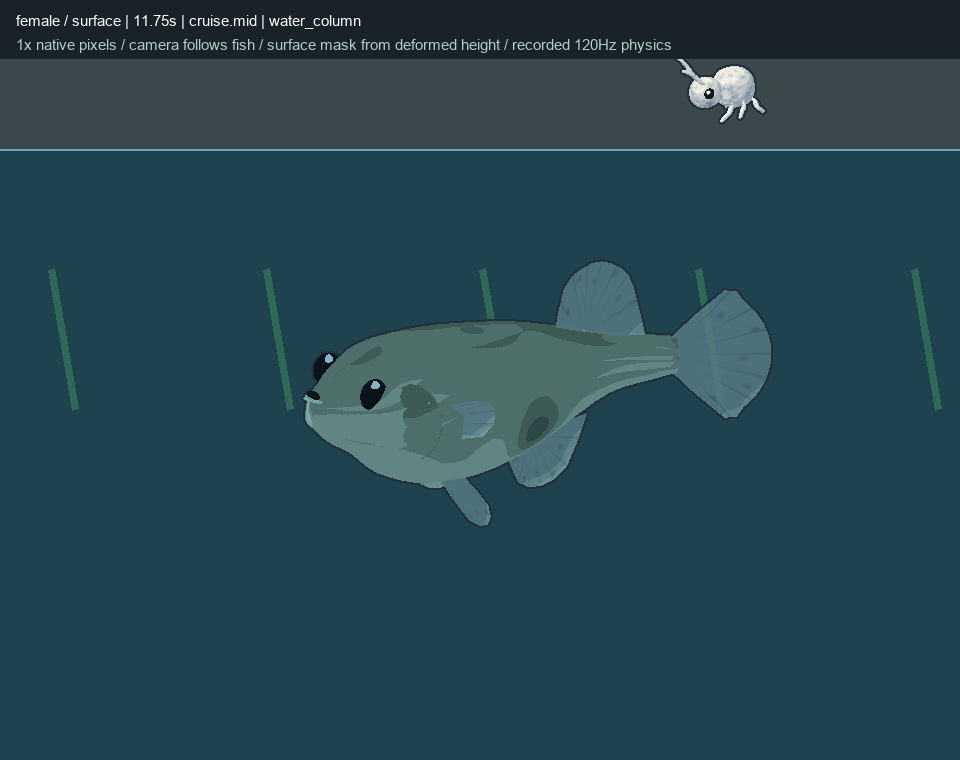 female / surface | 11.75s | cruise.mid | water_column
1x native pixels / camera follows fish / surface mask from deformed height / recorded 120Hz physics